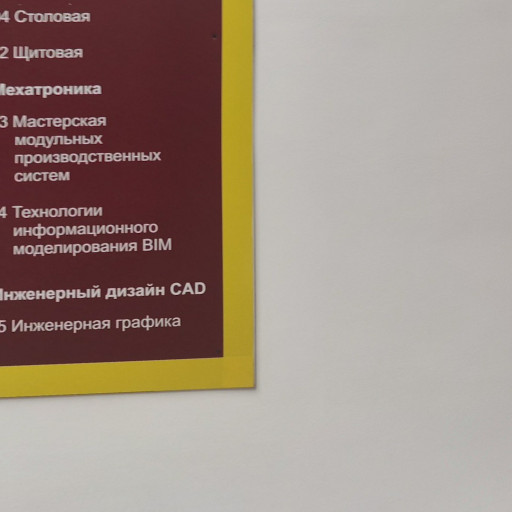 4 Столовая
2 Щитовая
Мехатроника
3 Мастерская
модульных
производственных
систем
4 Технологии
информационного
моделирования BIM
Инженерный дизайн CAD
5 Инженерная графика